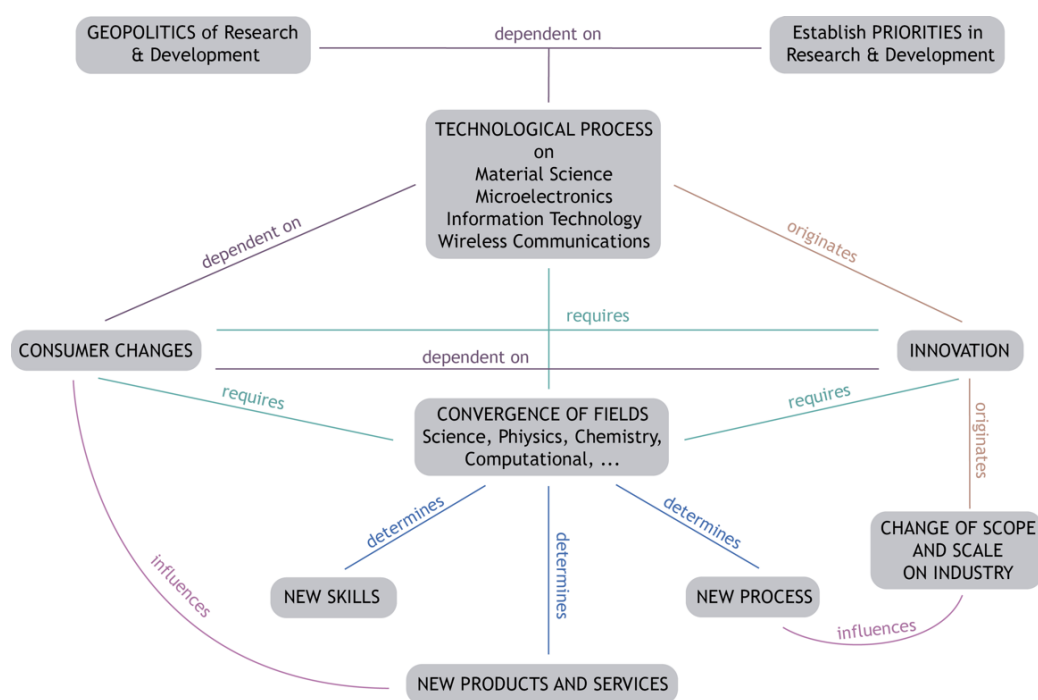 GEOPOLITICS of Research
& Development
dependent on
Establish PRIORITIES in
Research & Development
TECHNOLOGICAL PROCESS
on
Material Science
Microelectronics
Information Technology
Wireless Communications
dependent on
originates
requires
CONSUMER CHANGES
dependent on
INNOVATION
requires
CONVERGENCE OF FIELDS
Science, Phiysics, Chemistry,
Computational, ...
requires
originates
determines
determines
determines
CHANGE OF SCOPE
AND SCALE
ON INDUSTRY
influences
NEW SKILLS
NEW PROCESS
influences
NEW PRODUCTS AND SERVICES